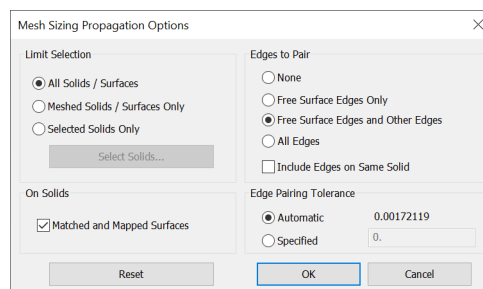 Mesh Sizing Propagation Options
Limit Selection
All Solids / Surfaces
Meshed Solids / Surfaces Only
Selected Solids Only
Select Solids...
On Solids
Matched and Mapped Surfaces
Edges to Pair
None
Free Surface Edges Only
Free Surface Edges and Other Edges
All Edges
Include Edges on Same Solid
Edge Pairing Tolerance
Automatic 0.00172119
Specified 0.
Reset OK Cancel